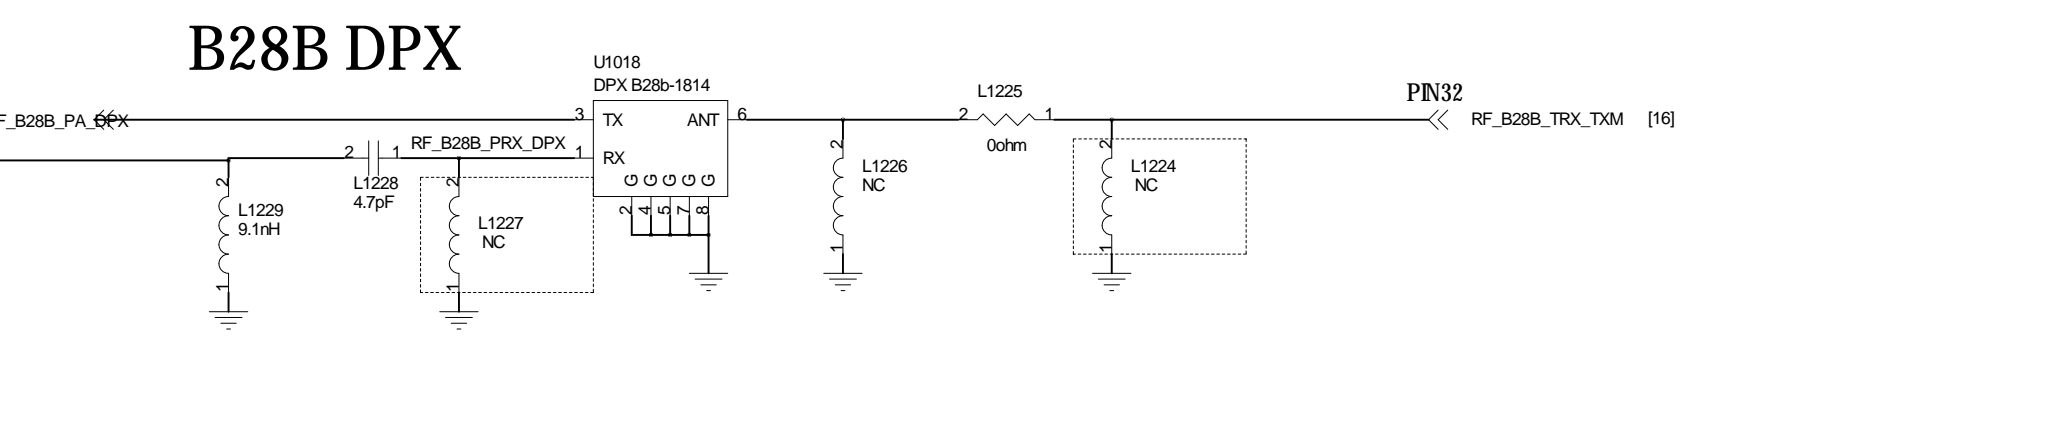 B28B DPX
U1018
DPX B28b-1814
L1225
PIN32
F_B28B_PA_DPX
3
TX
ANT
6
2
1
RF_B28B_TRX_TXM
[16]
0ohm
2
1
RF_B28B_PRX_DPX
1
RX
L1228
4.7pF
G G G G G
2 4 5 7 8
2
L1229
9.1nH
1
2
L1227
NC
1
2
L1226
NC
1
2
L1224
NC
1